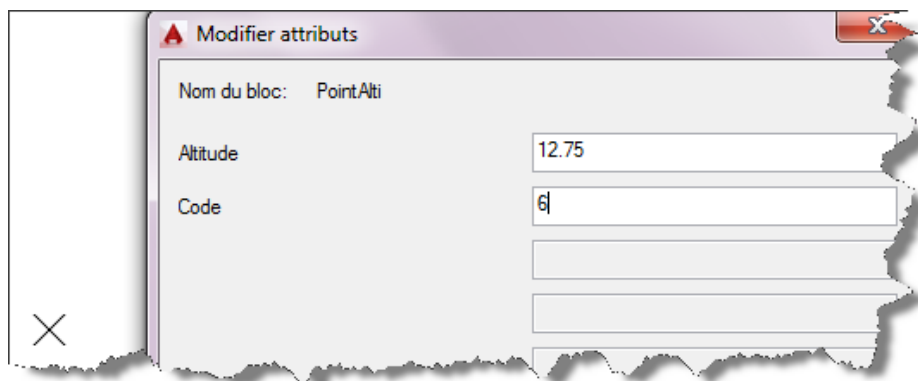 Modifier attributs
Nom du bloc: PointAlti
Altitude 12.75
Code 6